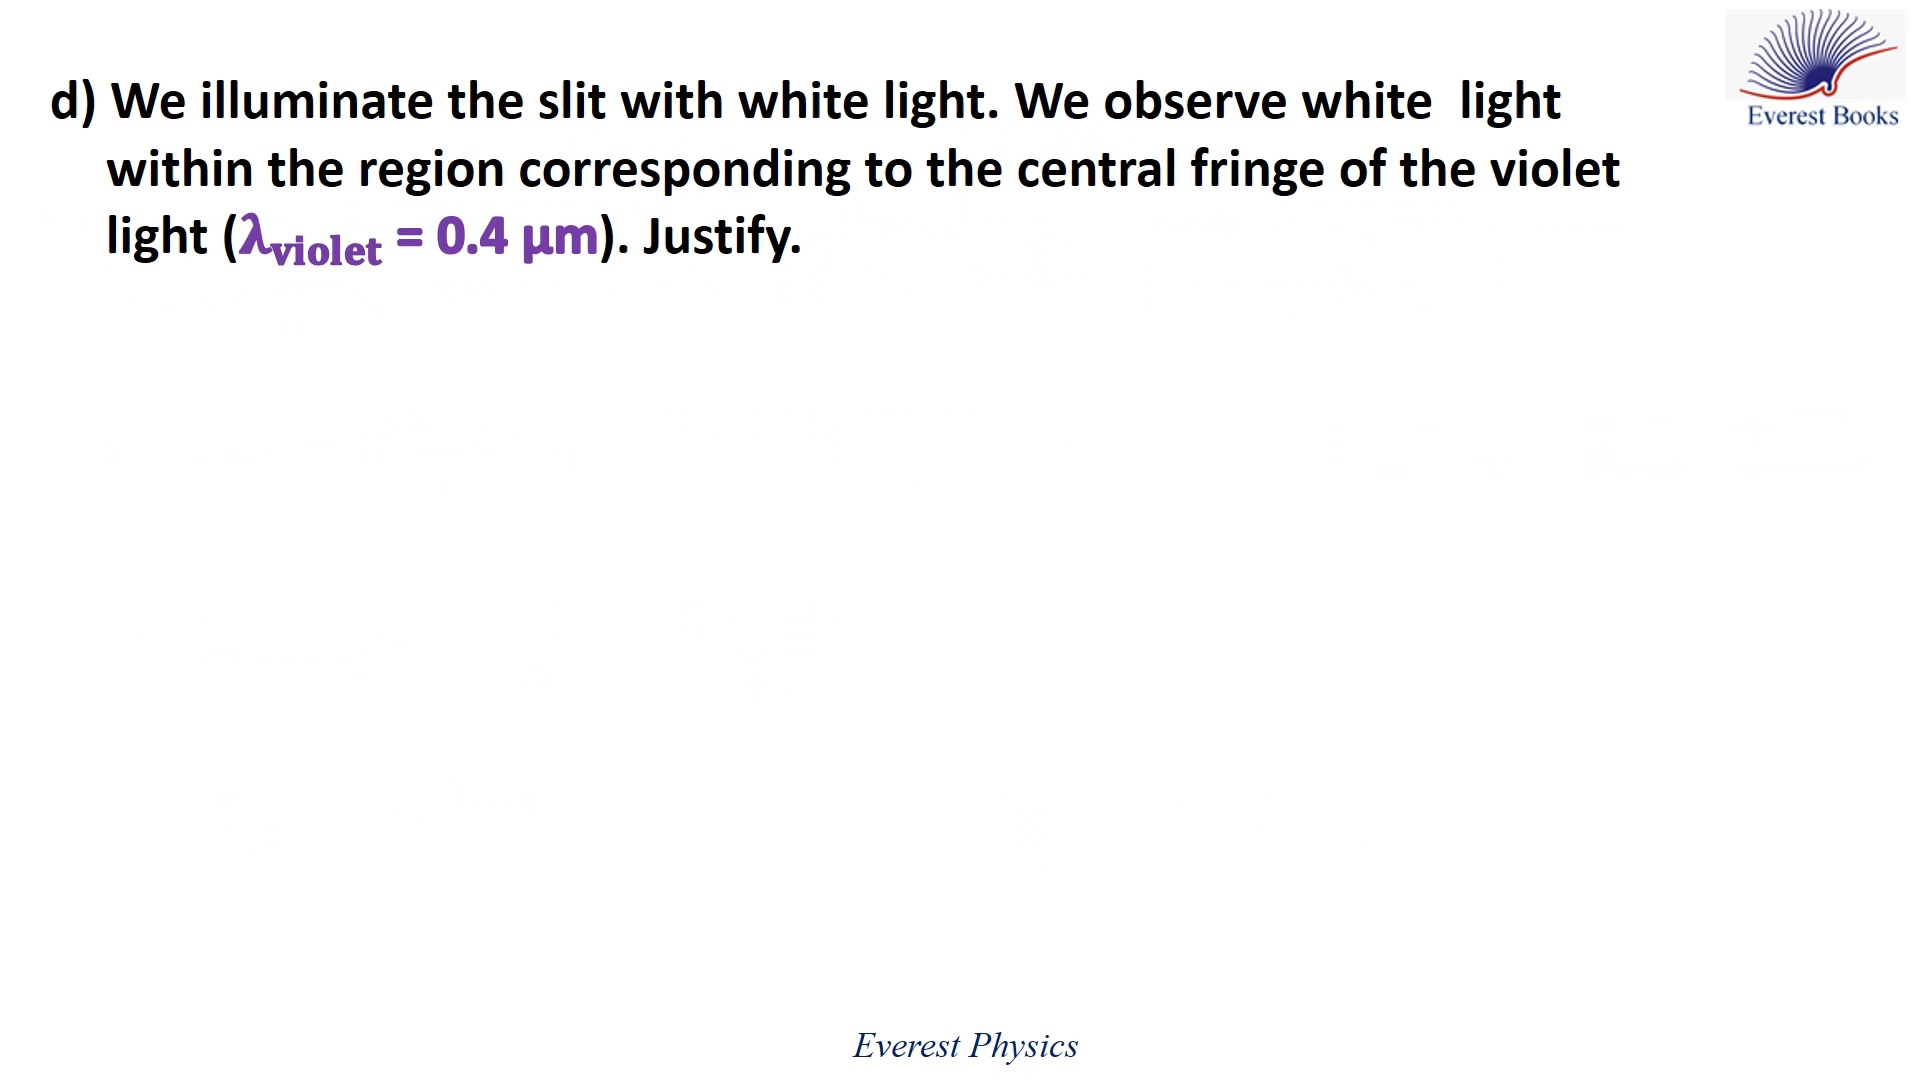 d) We illuminate the slit with white light. We observe white light
within the region corresponding to the central fringe of the violet
light (λviolet = 0.4 μm). Justify.
Everest Books
Everest Physics